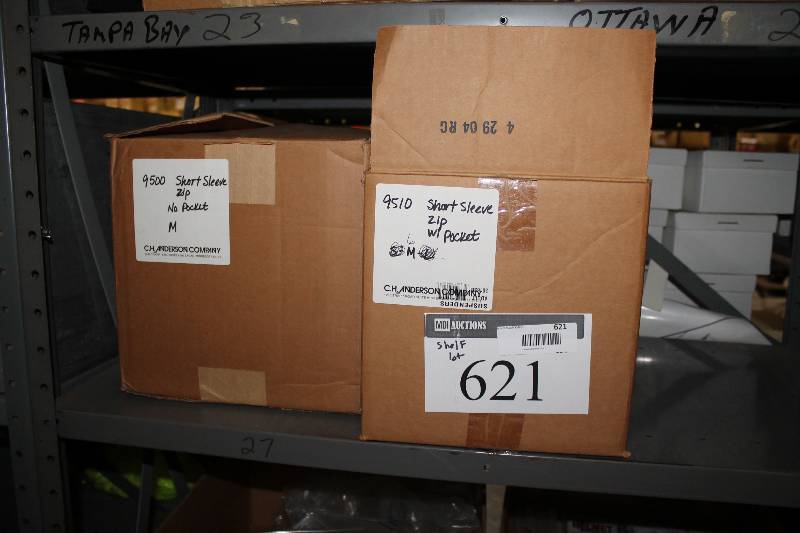 TAMPA BAY 23
OTTAWA 2
4 29 04 RG
9500 Short Sleeve
Zip
No Pocket
M
C.H. ANDERSON COMPANY
9510 Short Sleeve
Zip
W/ Pocket
M
C.H. ANDERSON COMPANY
SUSPENDERS
MDI AUCTIONS
621
Shelf
lot
621
27